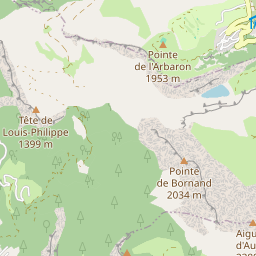 Pointe
de l'Arbaron
1953 m
Tête de
Louis-Philippe
1399 m
Pointe
de Bornand
2034 m
Aigu
d'Au